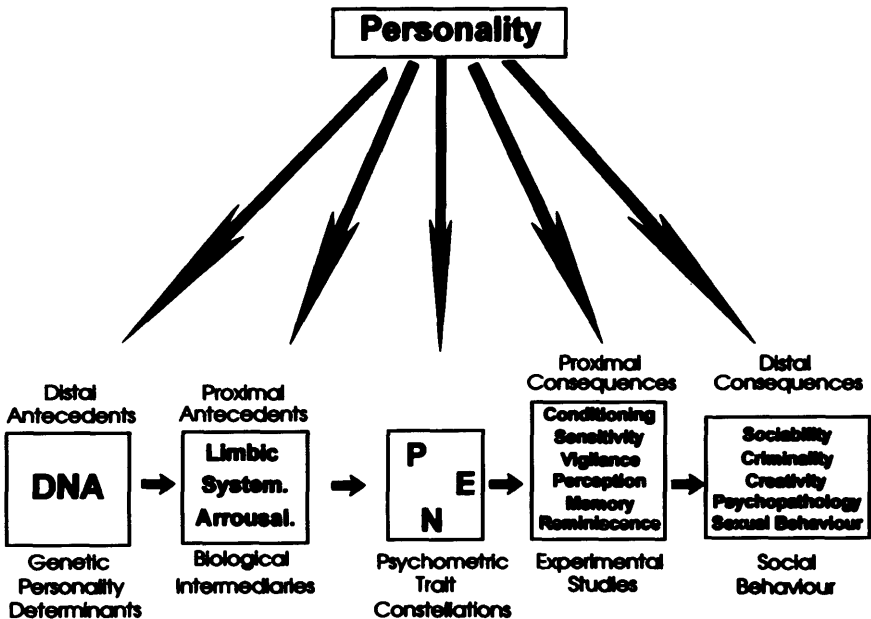 Personality
Distal
Antecedents
DNA
Genetic
Personality
Determinants
Proximal
Antecedents
Limbic
System.
Arrousal.
Biological
Intermediaries
P
E
N
Psychometric
Trait
Constellations
Proximal
Consequences
Conditioning
Sensitivity
Vigilance
Perception
Memory
Reminiscence
Experimental
Studies
Distal
Consequences
Sociability
Criminality
Creativity
Psychopathology
Sexual Behaviour
Social
Behaviour